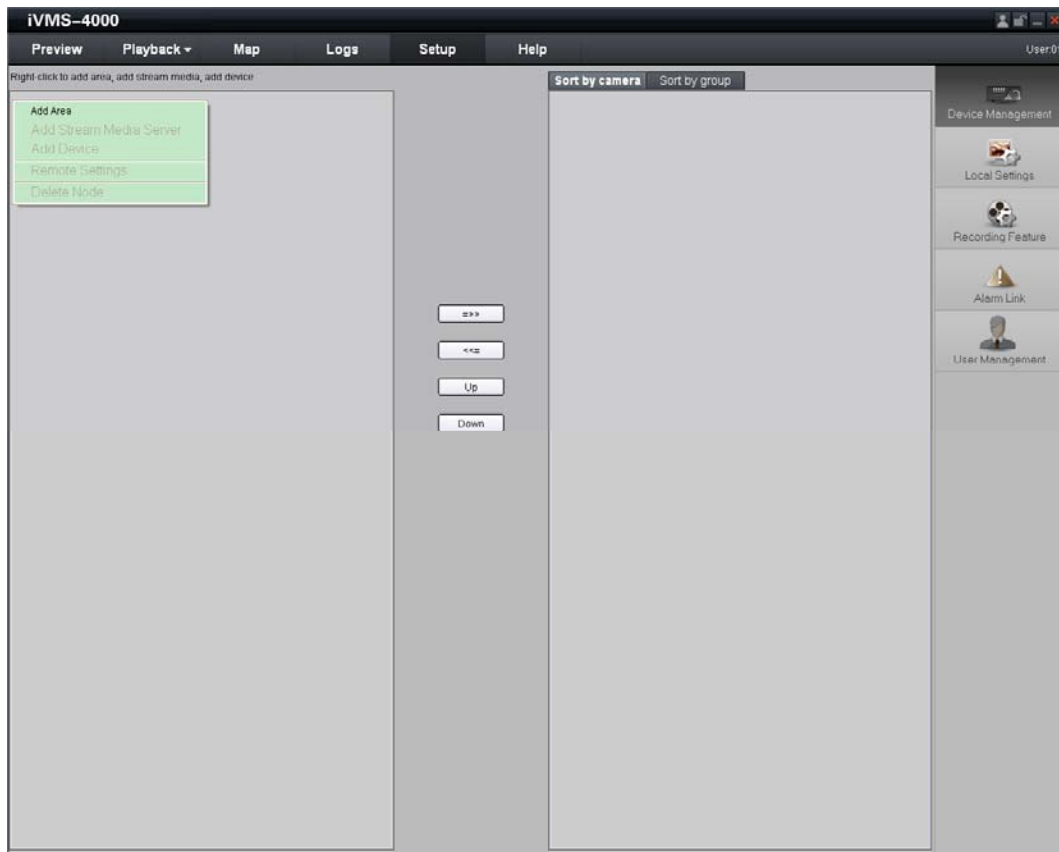 iVMS-4000
Preview Playback Map Logs Setup Help
Right-click to add area, add stream media, add device
Add Area
Add Stream Media Server
Add Device
Remote Settings
Delete Node
=>>
<<=
Up
Down
Sort by camera Sort by group
Device Management
Local Settings
Recording Feature
Alarm Link
User Management